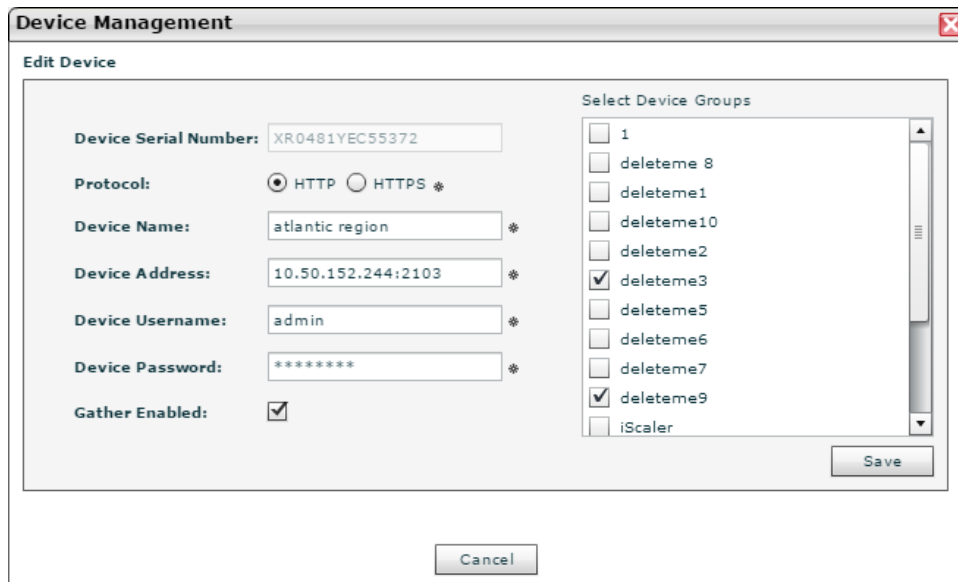 Device Management
Edit Device
Device Serial Number: XR0481YEC55372
Protocol: HTTP HTTPS *
Device Name: atlantic region *
Device Address: 10.50.152.244:2103 *
Device Username: admin *
Device Password: ******** *
Gather Enabled:
Select Device Groups
1
deleteme 8
deleteme1
deleteme10
deleteme2
deleteme3
deleteme5
deleteme6
deleteme7
deleteme9
iScaler
Save
Cancel